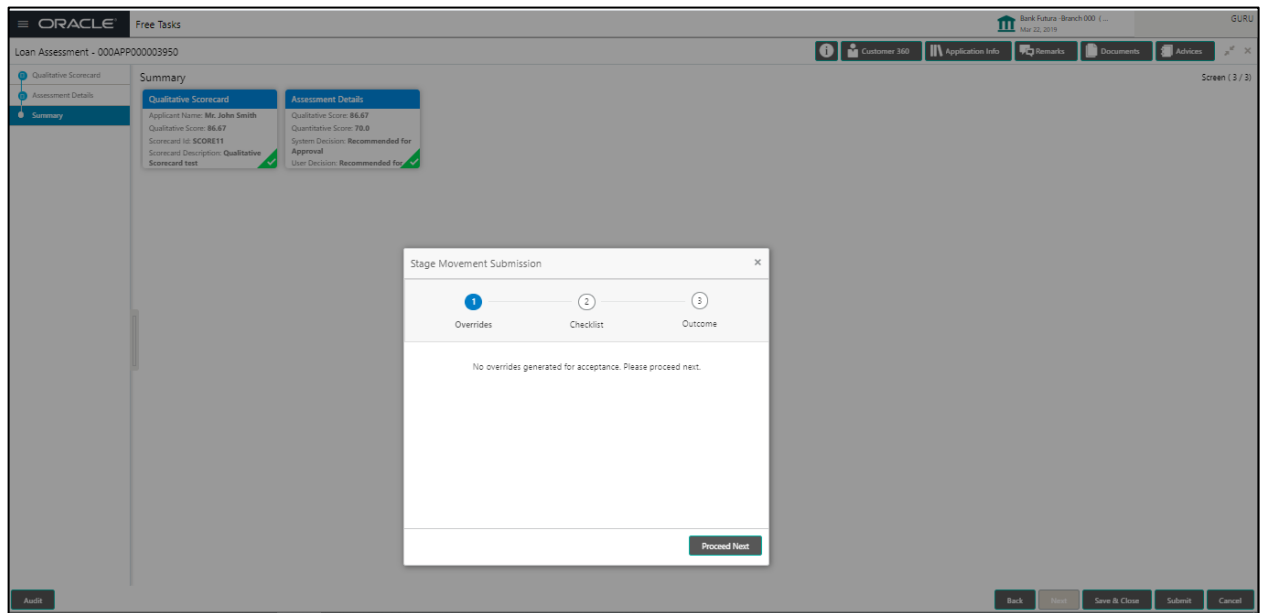 ORACLE Free Tasks
Bank Futura -Branch 000 (...
Mar 22, 2019
GURU
Loan Assessment - 000APP000003950
Customer 360
Application Info
Remarks
Documents
Advices
Qualitative Scorecard
Assessment Details
Summary
Summary
Screen ( 3 / 3)
Qualitative Scorecard
Applicant Name: Mr. John Smith
Qualitative Score: 86.67
Scorecard Id: SCORE11
Scorecard Description: Qualitative
Scorecard test
Assessment Details
Qualitative Score: 86.67
Quantitative Score: 70.0
System Decision: Recommended for
Approval
User Decision: Recommended for
Stage Movement Submission
1 2 3
Overrides Checklist Outcome
No overrides generated for acceptance. Please proceed next.
Proceed Next
Audit
Back
Next
Save & Close
Submit
Cancel